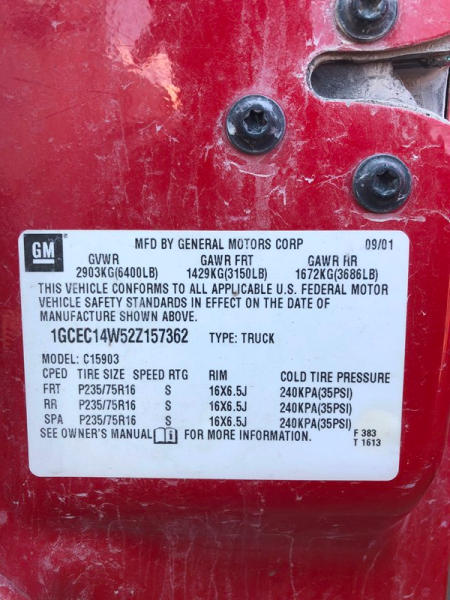 GM
MFD BY GENERAL MOTORS CORP 09/01
GVWR GAWR FRT GAWR RR
2903KG(6400LB) 1429KG(3150LB) 1672KG(3686LB)
THIS VEHICLE CONFORMS TO ALL APPLICABLE U.S. FEDERAL MOTOR
VEHICLE SAFETY STANDARDS IN EFFECT ON THE DATE OF
MANUFACTURE SHOWN ABOVE.
1GCEC14W52Z157362 TYPE: TRUCK
MODEL: C15903
CPED TIRE SIZE SPEED RTG RIM COLD TIRE PRESSURE
FRT P235/75R16 S 16X6.5J 240KPA(35PSI)
RR P235/75R16 S 16X6.5J 240KPA(35PSI)
SPA P235/75R16 S 16X6.5J 240KPA(35PSI)
SEE OWNER'S MANUAL FOR MORE INFORMATION.
F 383
T 1613